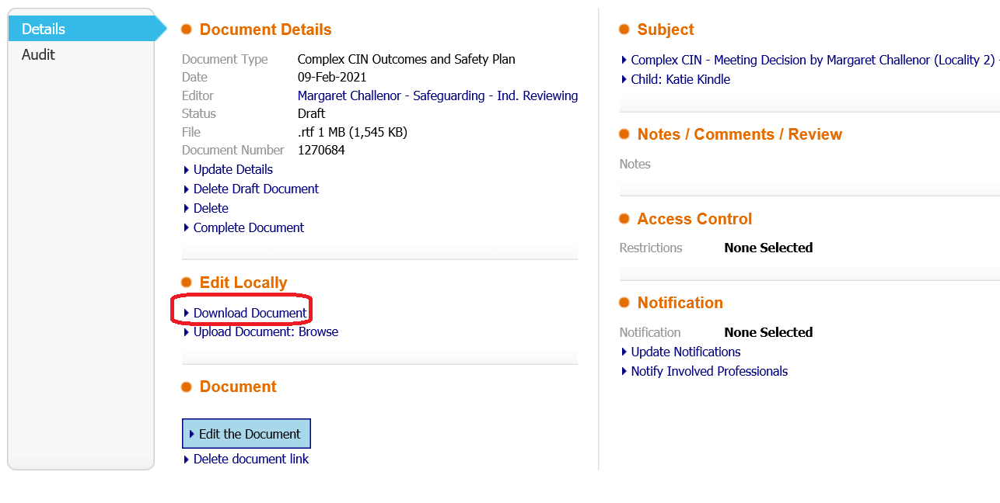 Details
Audit
Document Details
Document Type Complex CIN Outcomes and Safety Plan
Date 09-Feb-2021
Editor Margaret Challenor - Safeguarding - Ind. Reviewing
Status Draft
File .rtf 1 MB (1,545 KB)
Document Number 1270684
Update Details
Delete Draft Document
Delete
Complete Document
Edit Locally
Download Document
Upload Document: Browse
Document
Edit the Document
Delete document link
Subject
Complex CIN - Meeting Decision by Margaret Challenor (Locality 2) -
Child: Katie Kindle
Notes / Comments / Review
Notes
Access Control
Restrictions None Selected
Notification
Notification None Selected
Update Notifications
Notify Involved Professionals